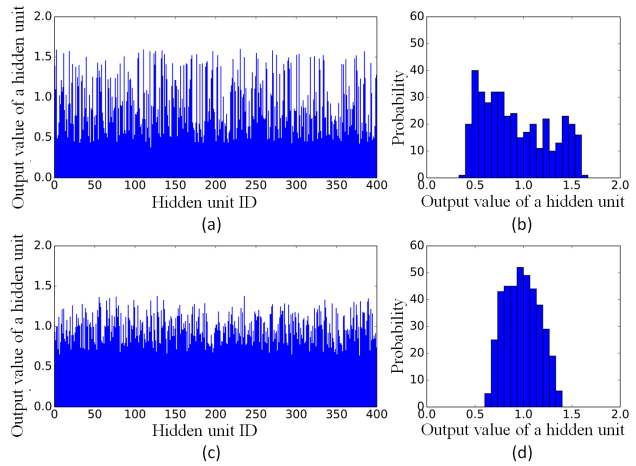 2.0
1.5
1.0
0.5
0.0
Output value of a hidden unit
0 50 100 150 200 250 300 350 400
Hidden unit ID
(a)
60
50
40
30
20
10
0
Probability
0.0 0.5 1.0 1.5 2.0
Output value of a hidden unit
(b)
2.0
1.5
1.0
0.5
0.0
Output value of a hidden unit
0 50 100 150 200 250 300 350 400
Hidden unit ID
(c)
60
50
40
30
20
10
0
Probability
0.0 0.5 1.0 1.5 2.0
Output value of a hidden unit
(d)